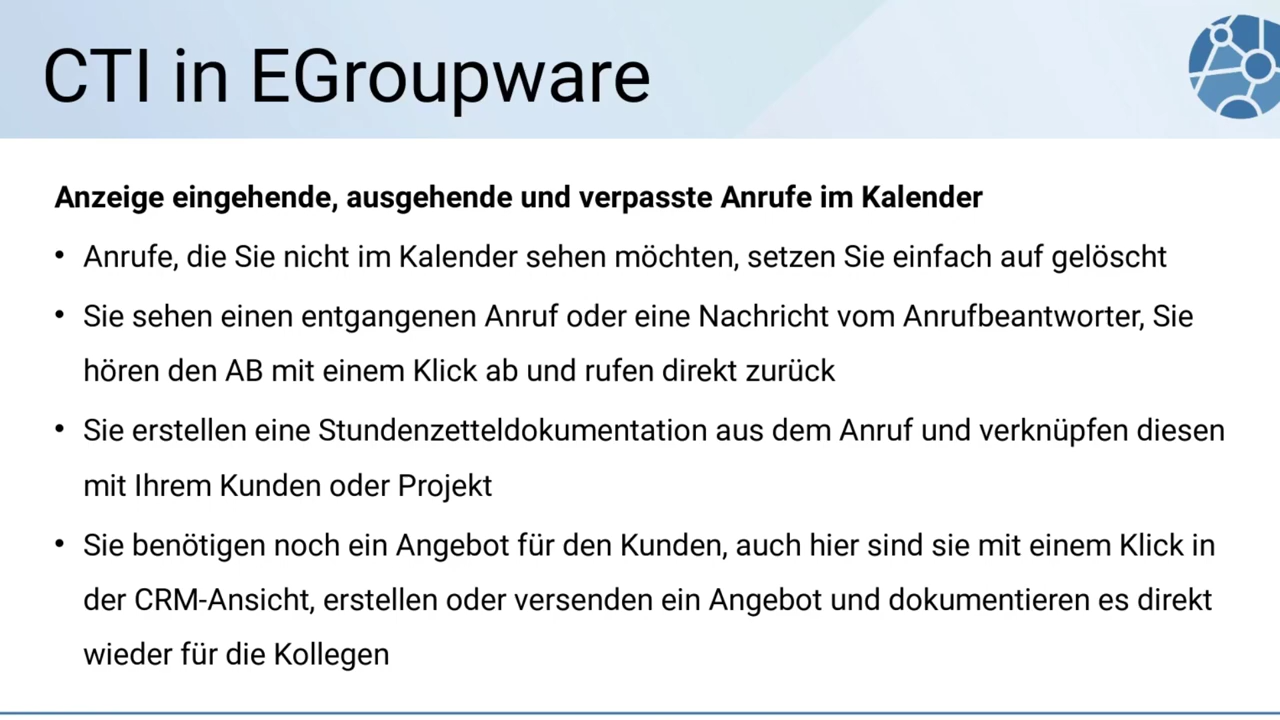 CTI in EGroupware
Anzeige eingehende, ausgehende und verpasste Anrufe im Kalender
• Anrufe, die Sie nicht im Kalender sehen möchten, setzen Sie einfach auf gelöscht
• Sie sehen einen entgangenen Anruf oder eine Nachricht vom Anrufbeantworter, Sie
hören den AB mit einem Klick ab und rufen direkt zurück
• Sie erstellen eine Stundenzetteldokumentation aus dem Anruf und verknüpfen diesen
mit Ihrem Kunden oder Projekt
• Sie benötigen noch ein Angebot für den Kunden, auch hier sind sie mit einem Klick in
der CRM-Ansicht, erstellen oder versenden ein Angebot und dokumentieren es direkt
wieder für die Kollegen